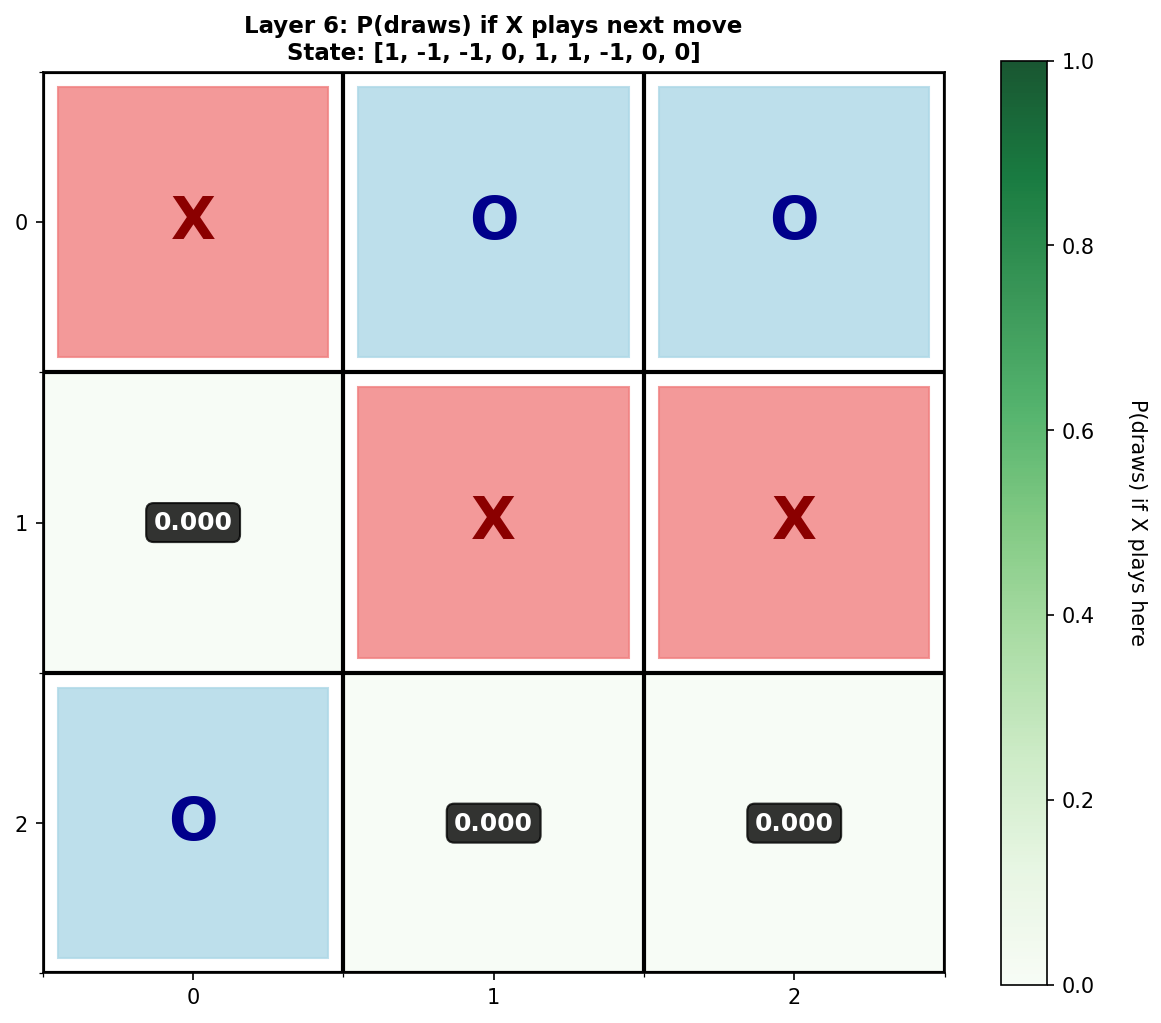 Layer 6: P(draws) if X plays next move
State: [1, -1, -1, 0, 1, 1, -1, 0, 0]
X O O
0
0.000 X X
1
O 0.000 0.000
2
0 1 2
1.0
0.8
0.6
0.4
0.2
0.0
P(draws) if X plays here